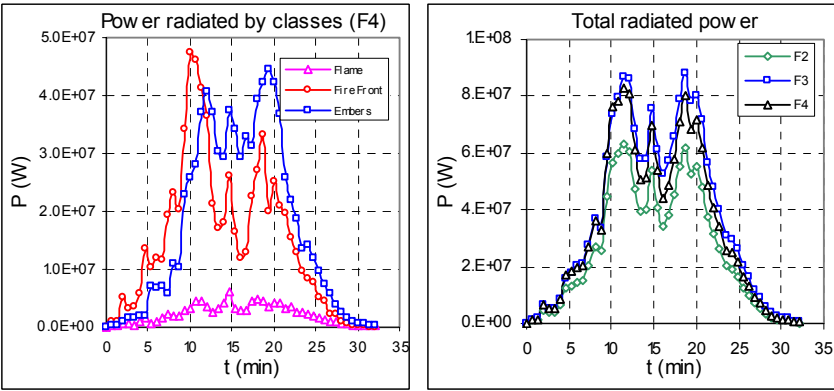 Power radiated by classes (F4)
5.0E+07
4.0E+07
3.0E+07
2.0E+07
1.0E+07
0.0E+00
P (W)
Flame
Fire Front
Embers
0 5 10 15 20 25 30 35
t (min)
Total radiated power
1.E+08
8.E+07
6.E+07
4.E+07
2.E+07
0.E+00
P (W)
F2
F3
F4
0 5 10 15 20 25 30 35
t (min)